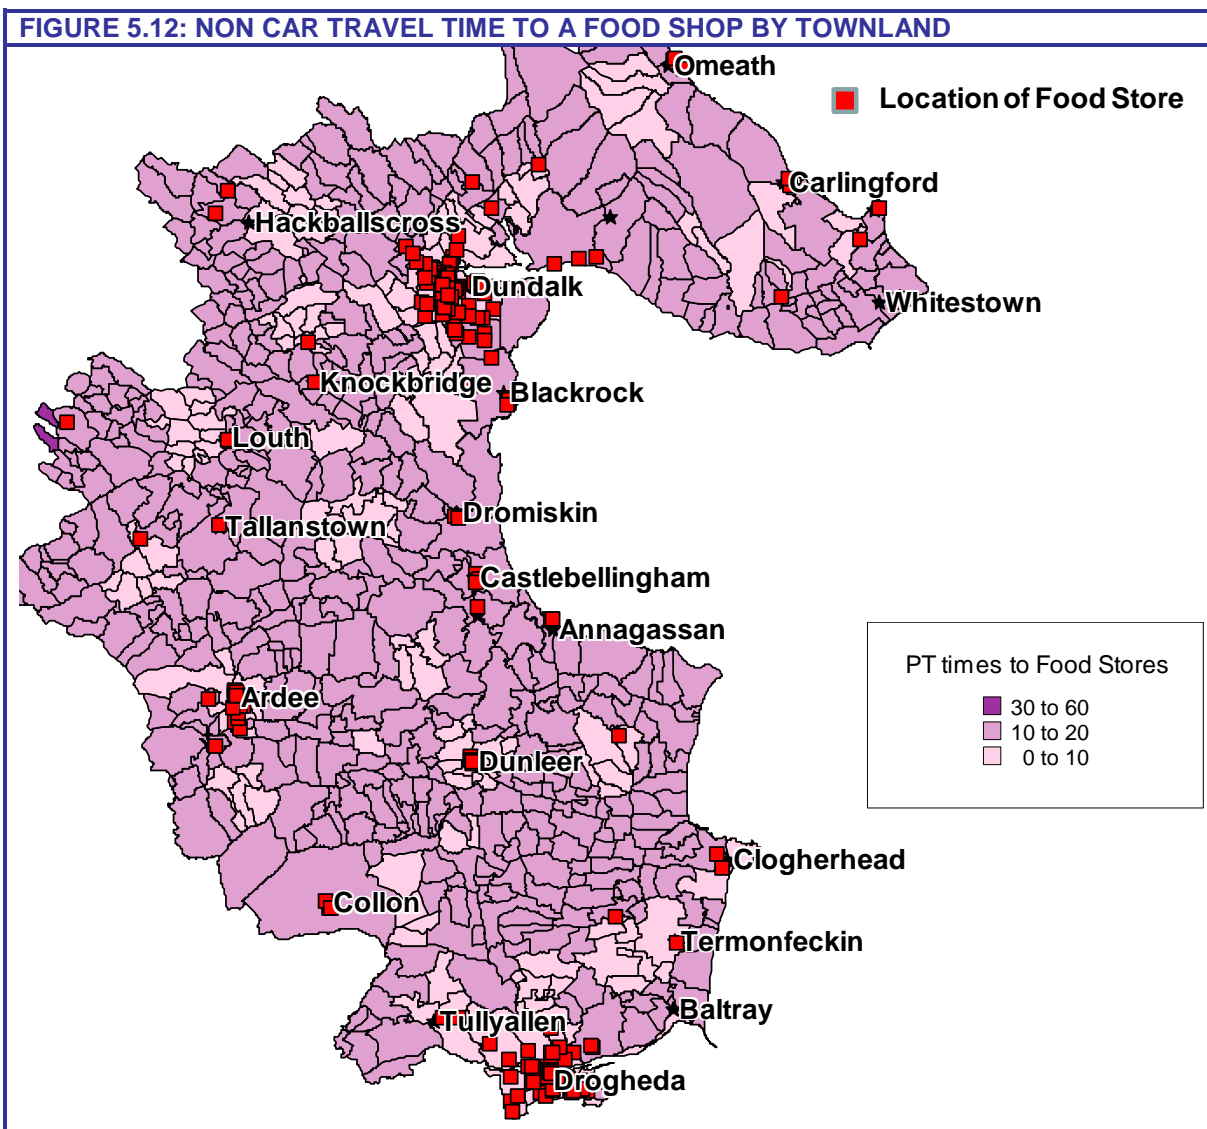 FIGURE 5.12: NON CAR TRAVEL TIME TO A FOOD SHOP BY TOWNLAND
Omeath
Location of Food Store
Carlingford
Hackballscross
Dundalk
Whitestown
Knockbridge
Blackrock
Louth
Dromiskin
Tallanstown
Castlebellingham
Annagassan
PT times to Food Stores
30 to 60
10 to 20
0 to 10
Ardee
Dunleer
Clogherhead
Collon
Termonfeckin
Baltray
Tullyallen
Drogheda